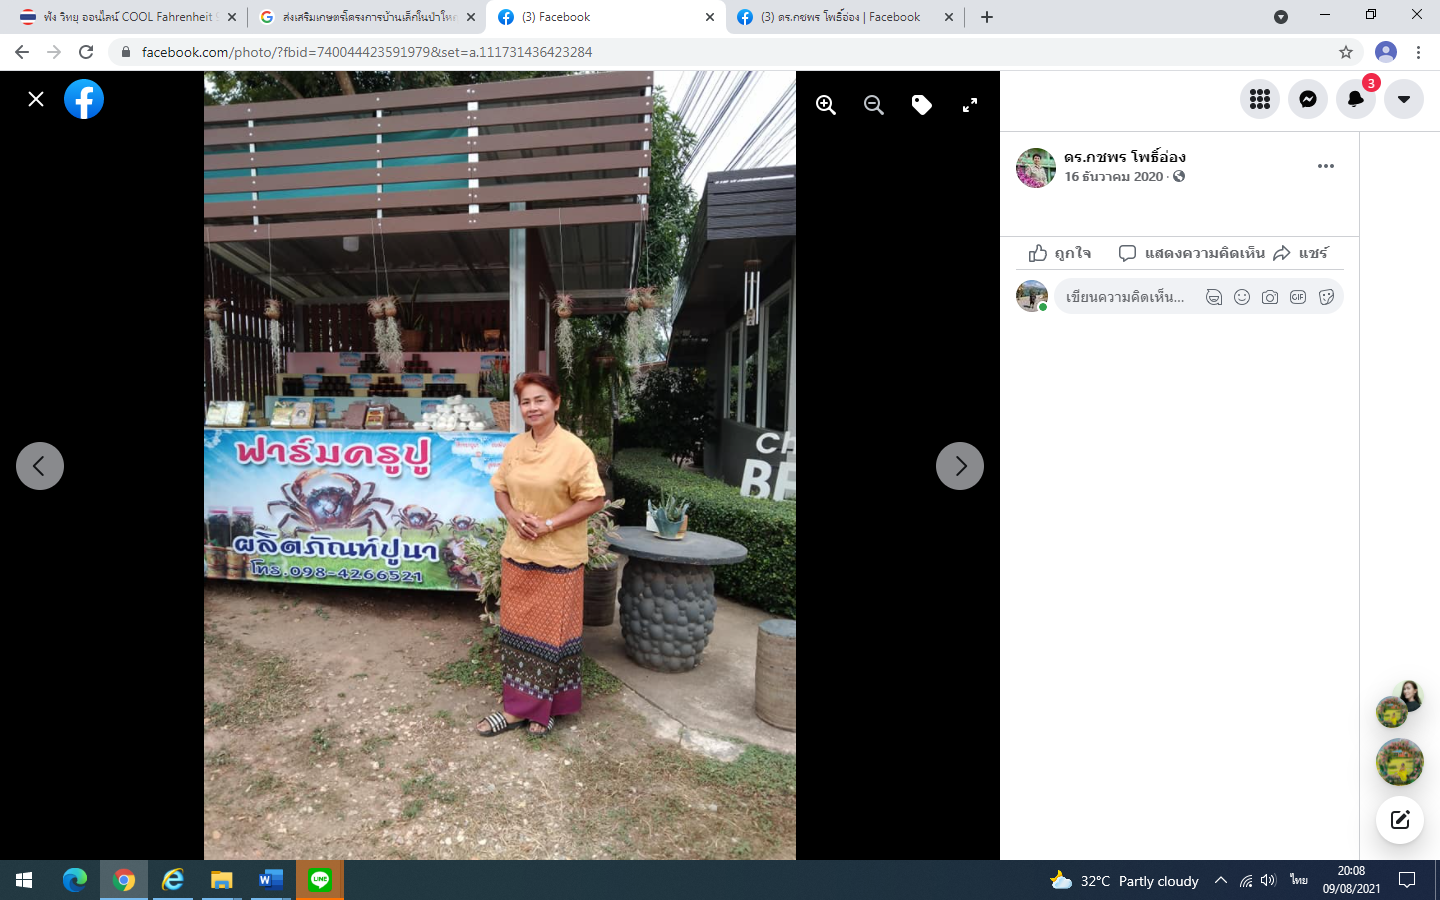 ฟัง วิทยุ ออนไลน์ COOL Fahrenheit
ส่งเสริมเกษตรโครงการบ้านเล็กในป่าใหญ่
(3) Facebook
(3) ดร.กชพร โพธิ์อ่อง | Facebook
facebook.com/photo/?fbid=740044423591979&set=a.111731436423284
3
ดร.กชพร โพธิ์อ่อง
16 ธันวาคม 2020 ·
ถูกใจ
แสดงความคิดเห็น
แชร์
เขียนความคิดเห็น...
GIF
ฟาร์มครูปู
ผลิตภัณฑ์ปูนา
โทร.098-4266521
BE
32°C Partly cloudy
ไทย
20:08
09/08/2021
LINE